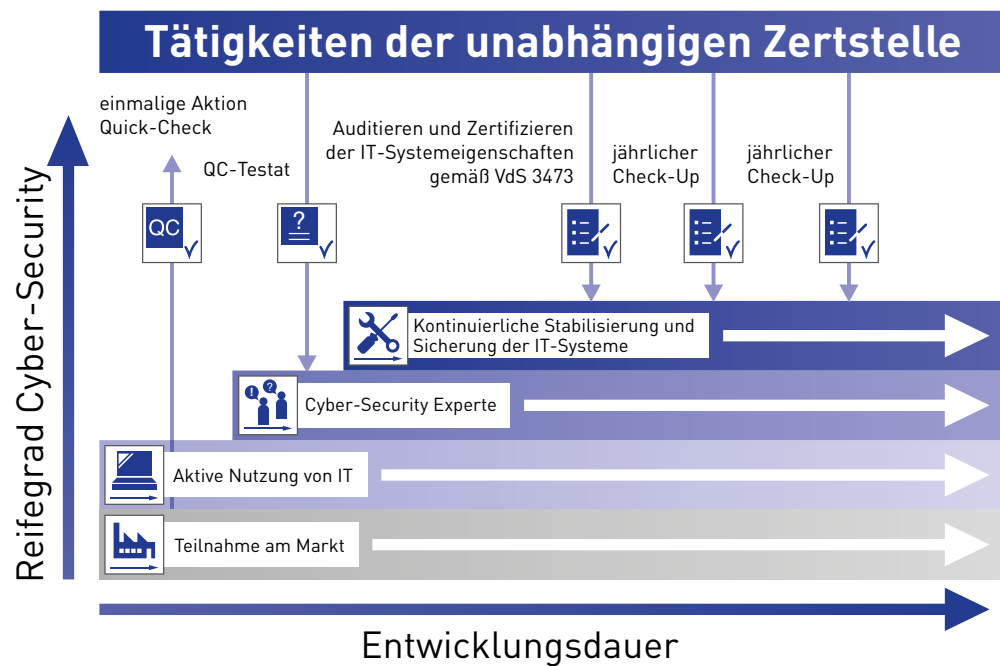 Tätigkeiten der unabhängigen Zertstelle
einmalige Aktion
Quick-Check
QC-Testat
Auditieren und Zertifizieren
der IT-Systemeigenschaften
gemäß VdS 3473
jährlicher
Check-Up
jährlicher
Check-Up
QC
?
Reifegrad Cyber-Security
Kontinuierliche Stabilisierung und
Sicherung der IT-Systeme
! ?
Cyber-Security Experte
Aktive Nutzung von IT
Teilnahme am Markt
Entwicklungsdauer